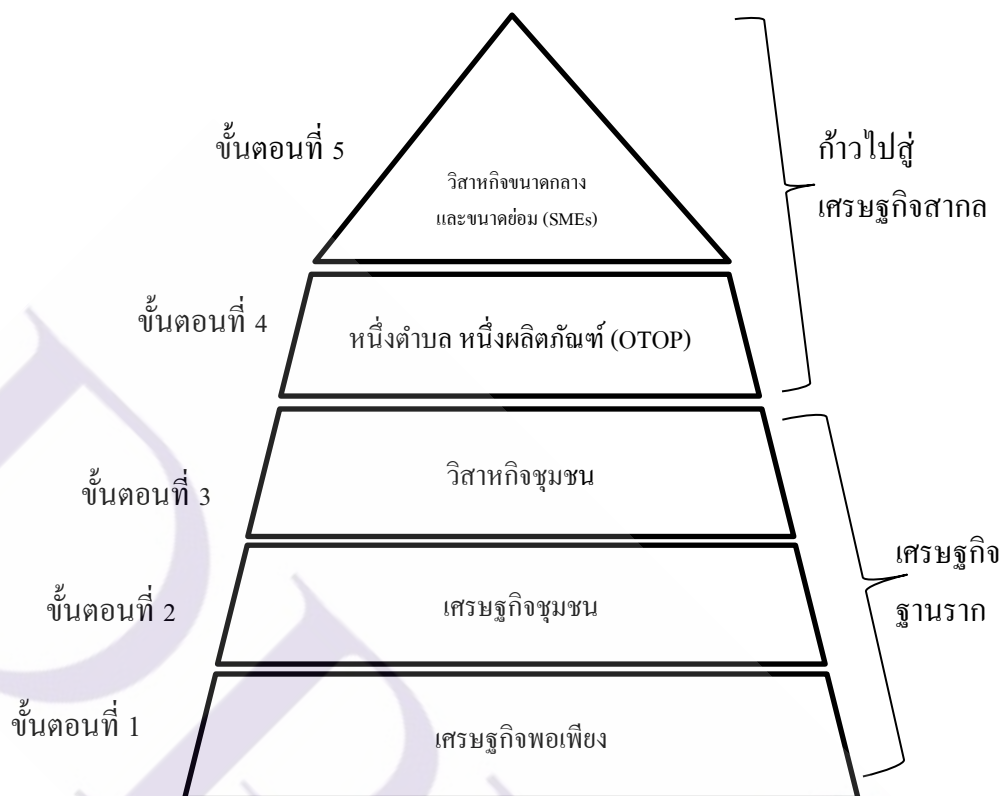 ขั้นตอนที่ 5
วิสาหกิจขนาดกลาง
และขนาดย่อม (SMEs)
ก้าวไปสู่
เศรษฐกิจสากล
ขั้นตอนที่ 4
หนึ่งตำบล หนึ่งผลิตภัณฑ์ (OTOP)
ขั้นตอนที่ 3
วิสาหกิจชุมชน
เศรษฐกิจ
ฐานราก
ขั้นตอนที่ 2
เศรษฐกิจชุมชน
ขั้นตอนที่ 1
เศรษฐกิจพอเพียง